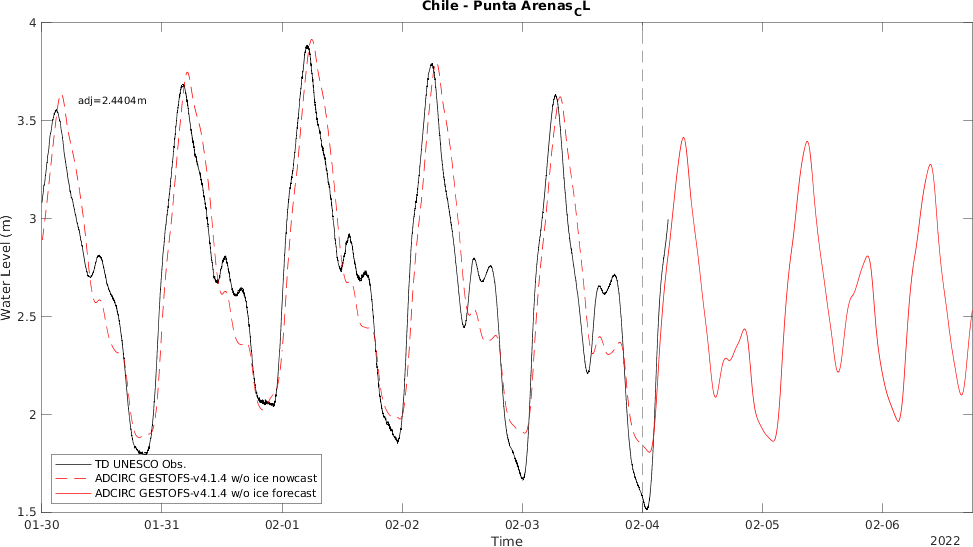 Chile - Punta Arenas_CL
4
3.5
3
2.5
2
1.5
Water Level (m)
adj=2.4404m
TD UNESCO Obs.
ADCIRC GESTOFS-v4.1.4 w/o ice nowcast
ADCIRC GESTOFS-v4.1.4 w/o ice forecast
01-30 01-31 02-01 02-02 02-03 02-04 02-05 02-06
Time
2022